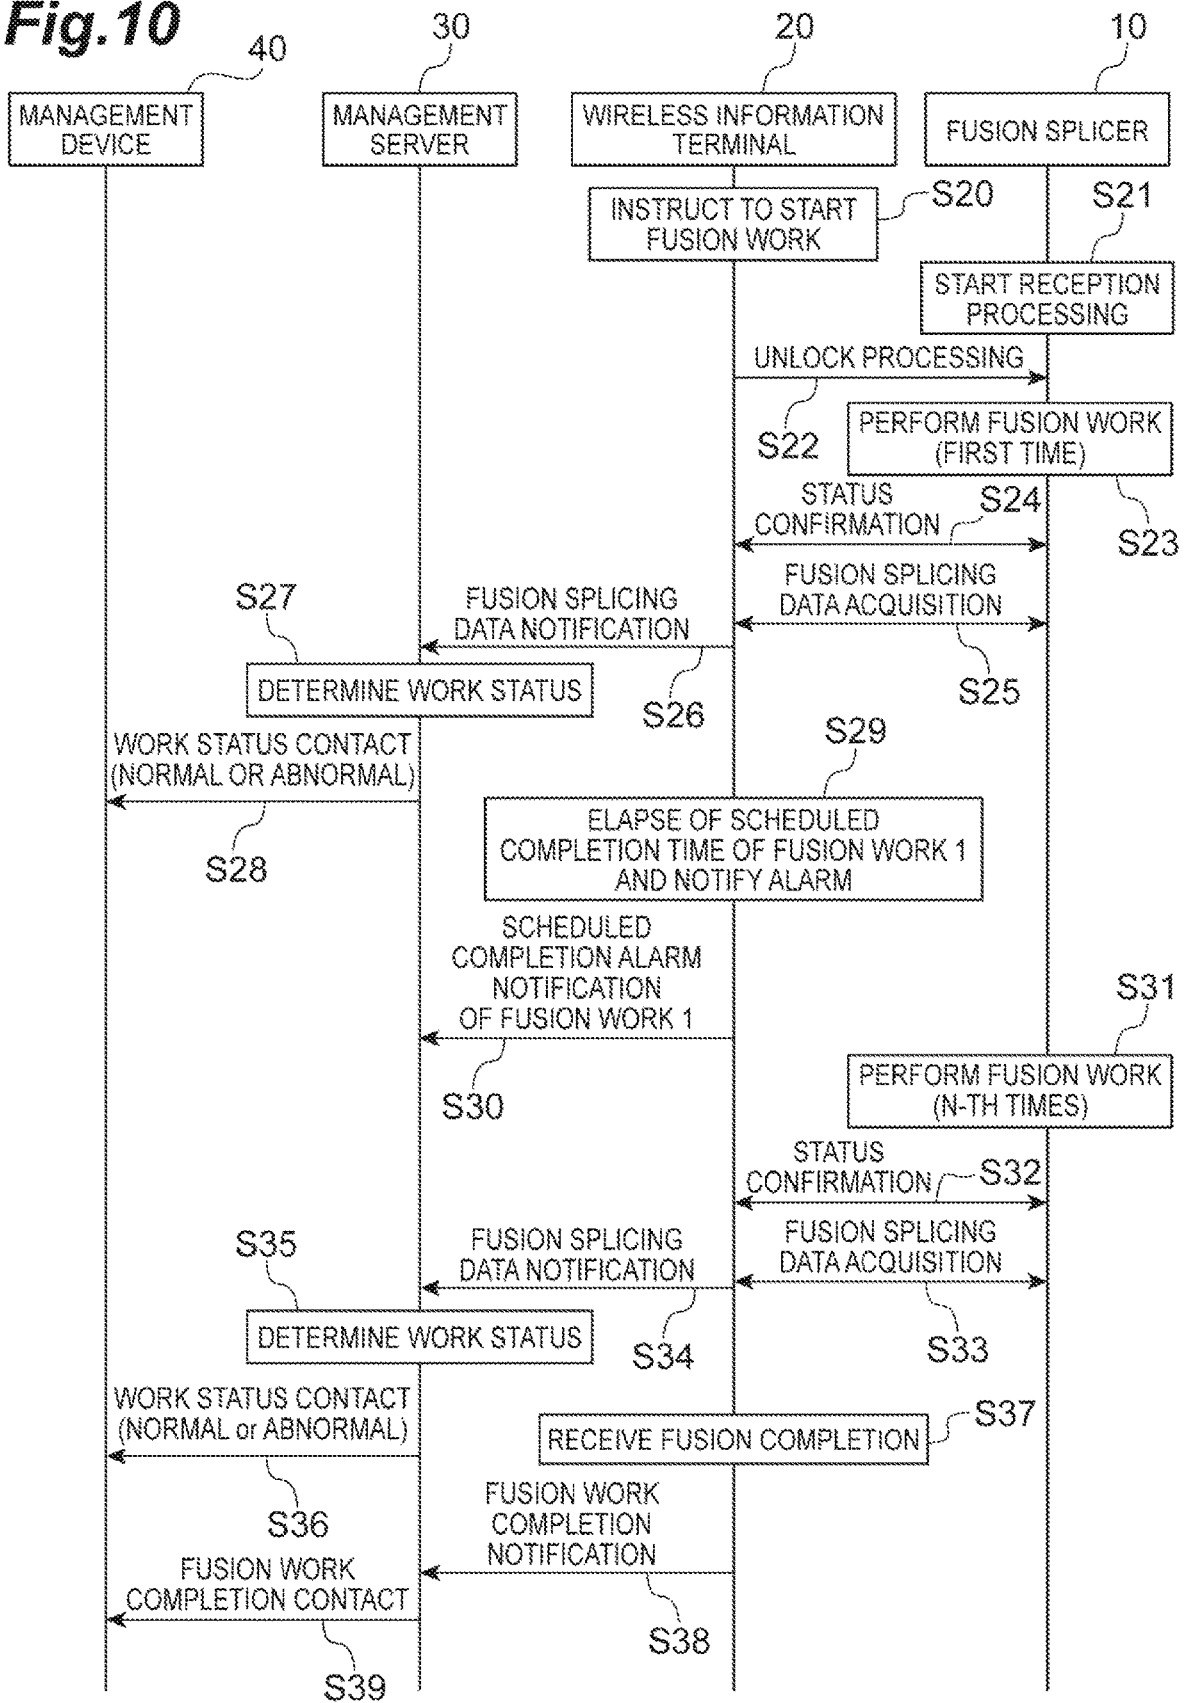 Fig.10
40
30
20
10
MANAGEMENT
DEVICE
MANAGEMENT
SERVER
WIRELESS INFORMATION
TERMINAL
FUSION SPLICER
INSTRUCT TO START
FUSION WORK
S20
S21
START RECEPTION
PROCESSING
UNLOCK PROCESSING
S22
PERFORM FUSION WORK
(FIRST TIME)
S23
STATUS
CONFIRMATION
S24
FUSION SPLICING
DATA ACQUISITION
S25
FUSION SPLICING
DATA NOTIFICATION
S26
S27
DETERMINE WORK STATUS
WORK STATUS CONTACT
(NORMAL OR ABNORMAL)
S28
S29
ELAPSE OF SCHEDULED
COMPLETION TIME OF FUSION WORK 1
AND NOTIFY ALARM
SCHEDULED
COMPLETION ALARM
NOTIFICATION
OF FUSION WORK 1
S30
S31
PERFORM FUSION WORK
(N-TH TIMES)
STATUS
CONFIRMATION
S32
FUSION SPLICING
DATA ACQUISITION
S33
FUSION SPLICING
DATA NOTIFICATION
S34
S35
DETERMINE WORK STATUS
WORK STATUS CONTACT
(NORMAL or ABNORMAL)
S36
S37
RECEIVE FUSION COMPLETION
FUSION WORK
COMPLETION
NOTIFICATION
S38
FUSION WORK
COMPLETION CONTACT
S39